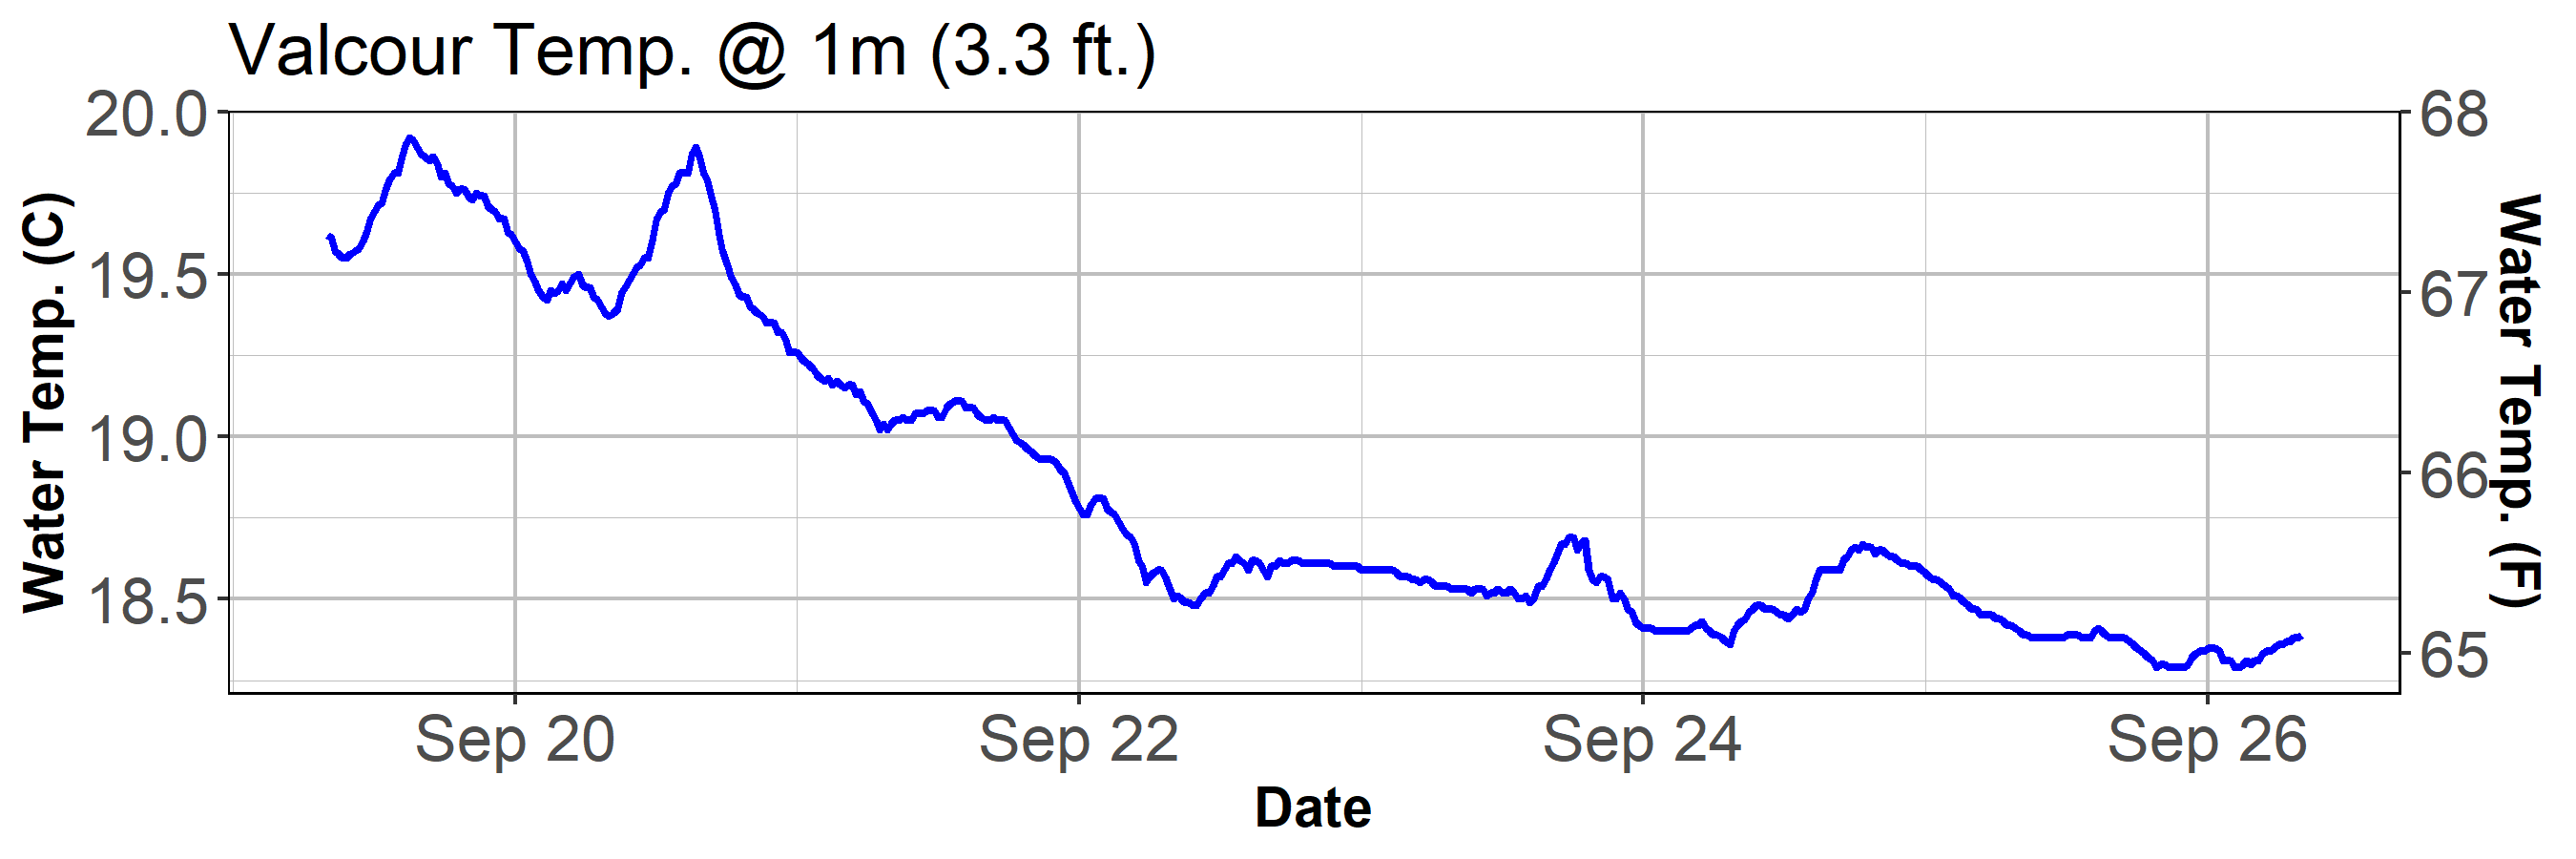 Valcour Temp. @ 1m (3.3 ft.)
20.0
19.5
19.0
18.5
Water Temp. (C)
68
67
66
65
Water Temp. (F)
Sep 20
Sep 22
Sep 24
Sep 26
Date